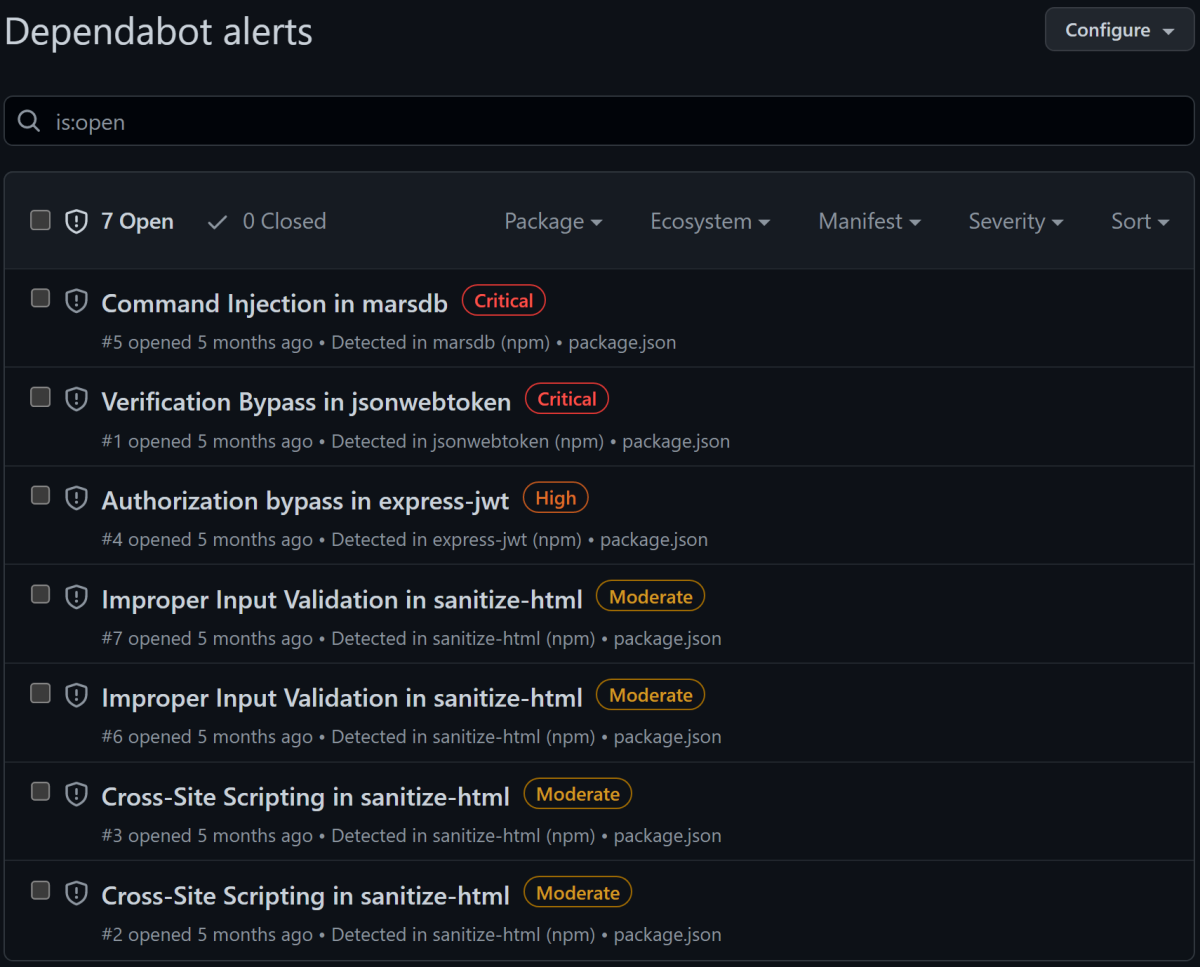 Dependabot alerts
Configure
is:open
7 Open 0 Closed Package Ecosystem Manifest Severity Sort
Command Injection in marsdb Critical
#5 opened 5 months ago • Detected in marsdb (npm) • package.json
Verification Bypass in jsonwebtoken Critical
#1 opened 5 months ago • Detected in jsonwebtoken (npm) • package.json
Authorization bypass in express-jwt High
#4 opened 5 months ago • Detected in express-jwt (npm) • package.json
Improper Input Validation in sanitize-html Moderate
#7 opened 5 months ago • Detected in sanitize-html (npm) • package.json
Improper Input Validation in sanitize-html Moderate
#6 opened 5 months ago • Detected in sanitize-html (npm) • package.json
Cross-Site Scripting in sanitize-html Moderate
#3 opened 5 months ago • Detected in sanitize-html (npm) • package.json
Cross-Site Scripting in sanitize-html Moderate
#2 opened 5 months ago • Detected in sanitize-html (npm) • package.json